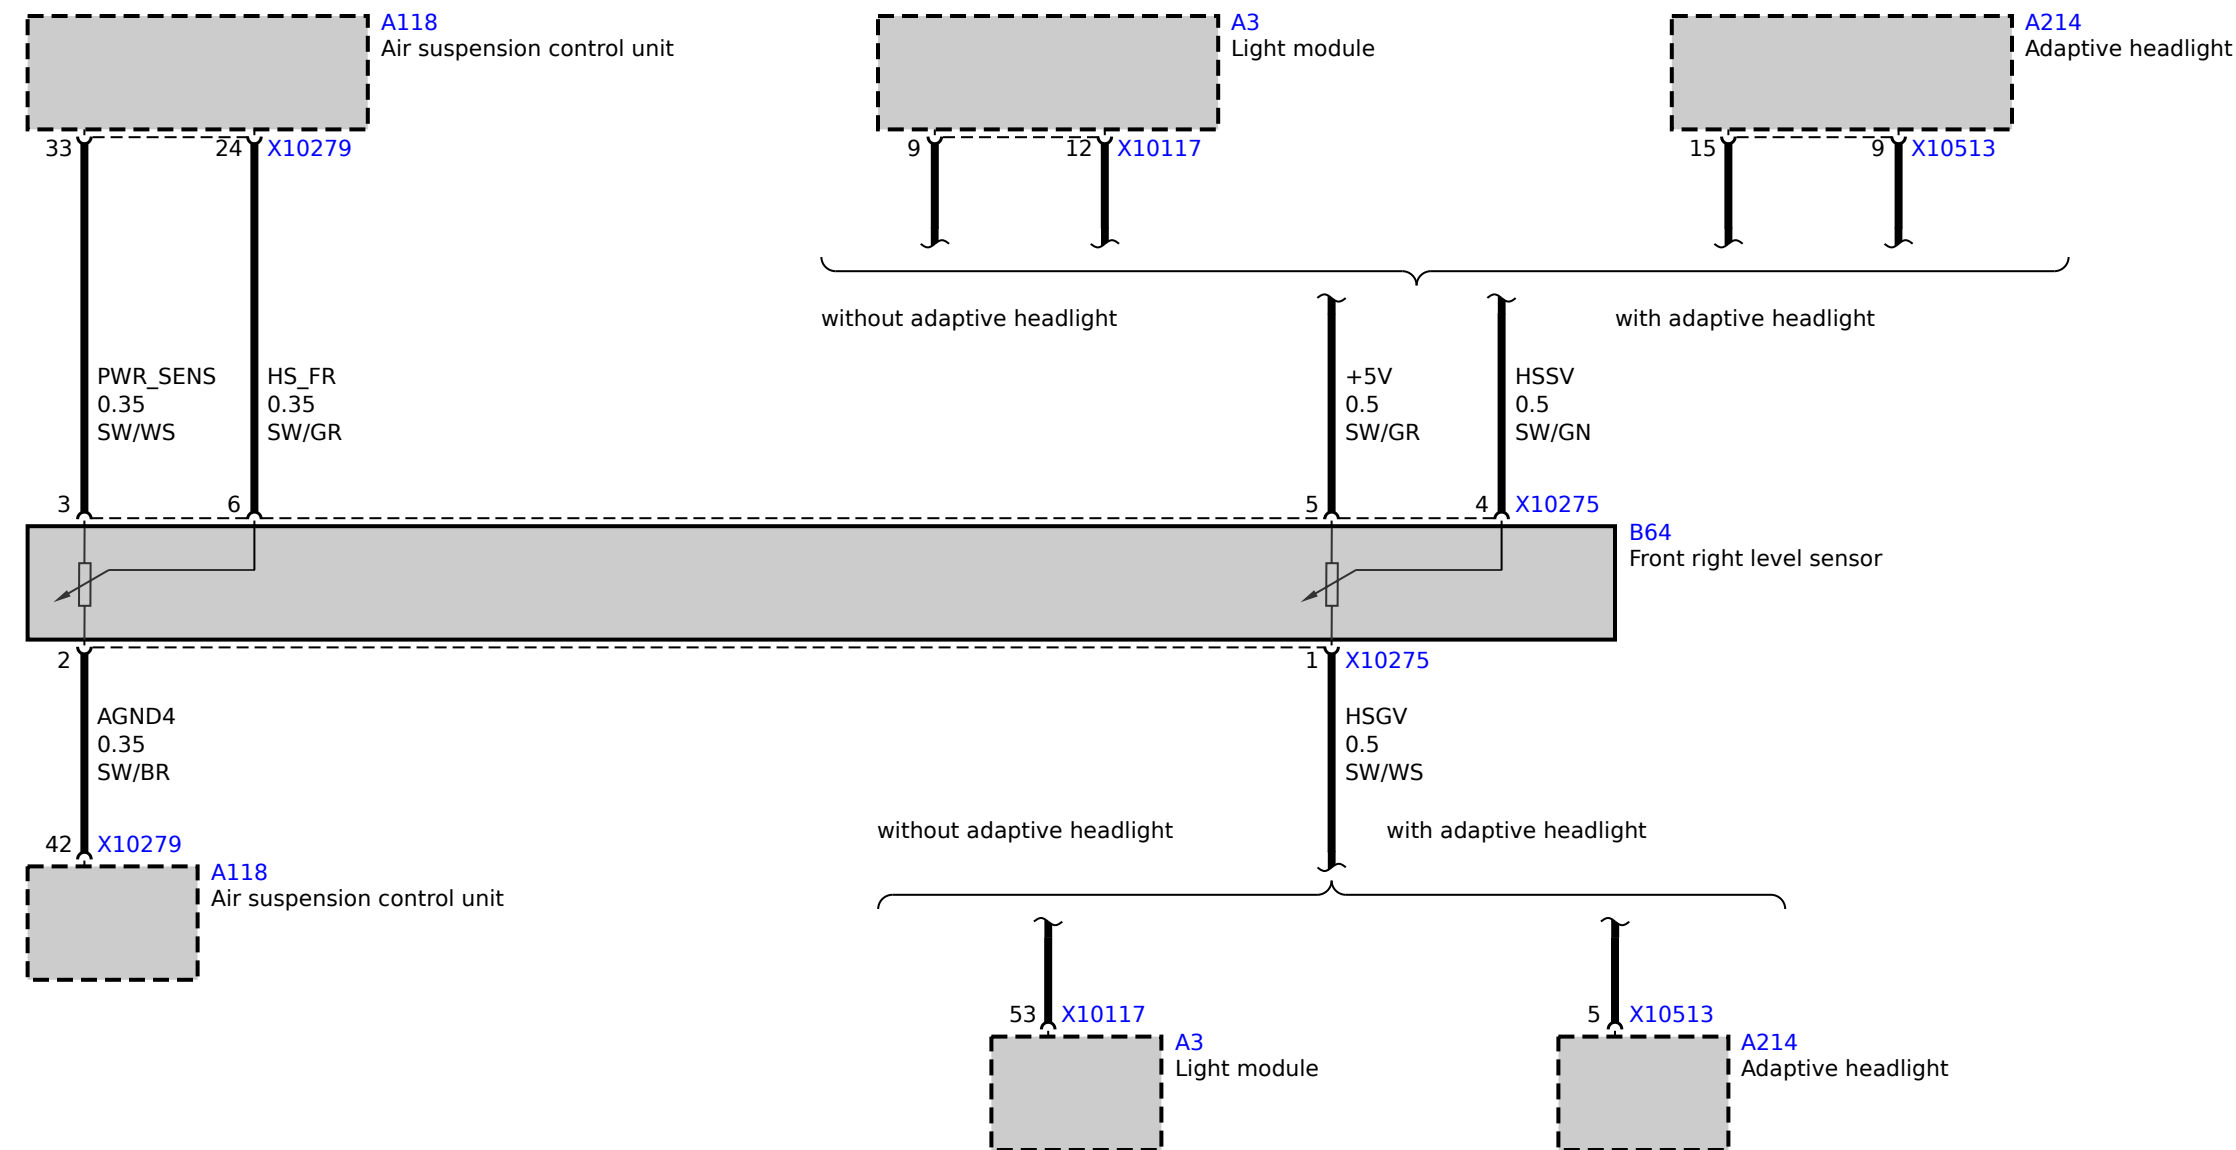 A118
Air suspension control unit
A3
Light module
A214
Adaptive headlight
33
24
X10279
9
12
X10117
15
9
X10513
without adaptive headlight
with adaptive headlight
PWR_SENS
0.35
SW/WS
HS_FR
0.35
SW/GR
+5V
0.5
SW/GR
HSSV
0.5
SW/GN
3
6
5
4
X10275
B64
Front right level sensor
2
1
X10275
AGND4
0.35
SW/BR
HSGV
0.5
SW/WS
without adaptive headlight
with adaptive headlight
42
X10279
A118
Air suspension control unit
53
X10117
5
X10513
A3
Light module
A214
Adaptive headlight